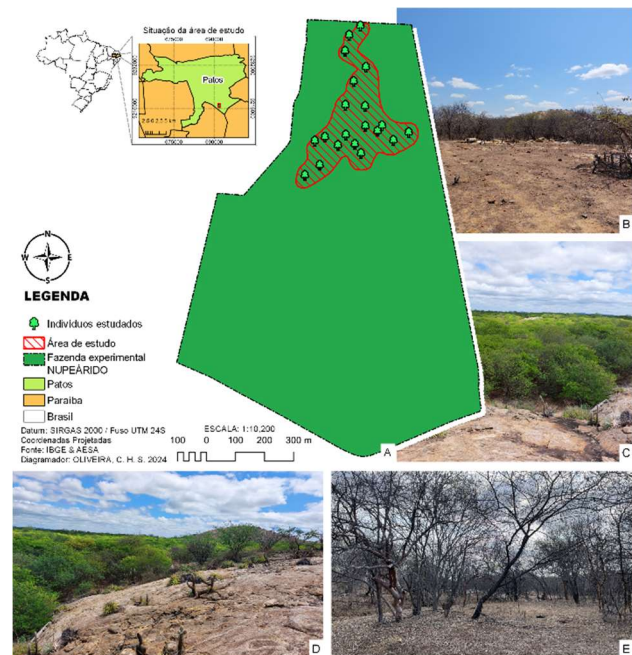 Situação da área de estudo
Patos
B
N
W
E
S
LEGENDA
Indivíduos estudados
Área de estudo
Fazenda experimental
NUPEÁRIDO
Patos
Paraíba
Brasil
Datum: SIRGAS 2000 / Fuso UTM 24S
Coordenadas Projetadas
Fonte: IBGE & AESA
Diagramador: OLIVEIRA, C. H. S. 2024
ESCALA: 1:10,200
100 0 100 200 300 m
A
C
D
E